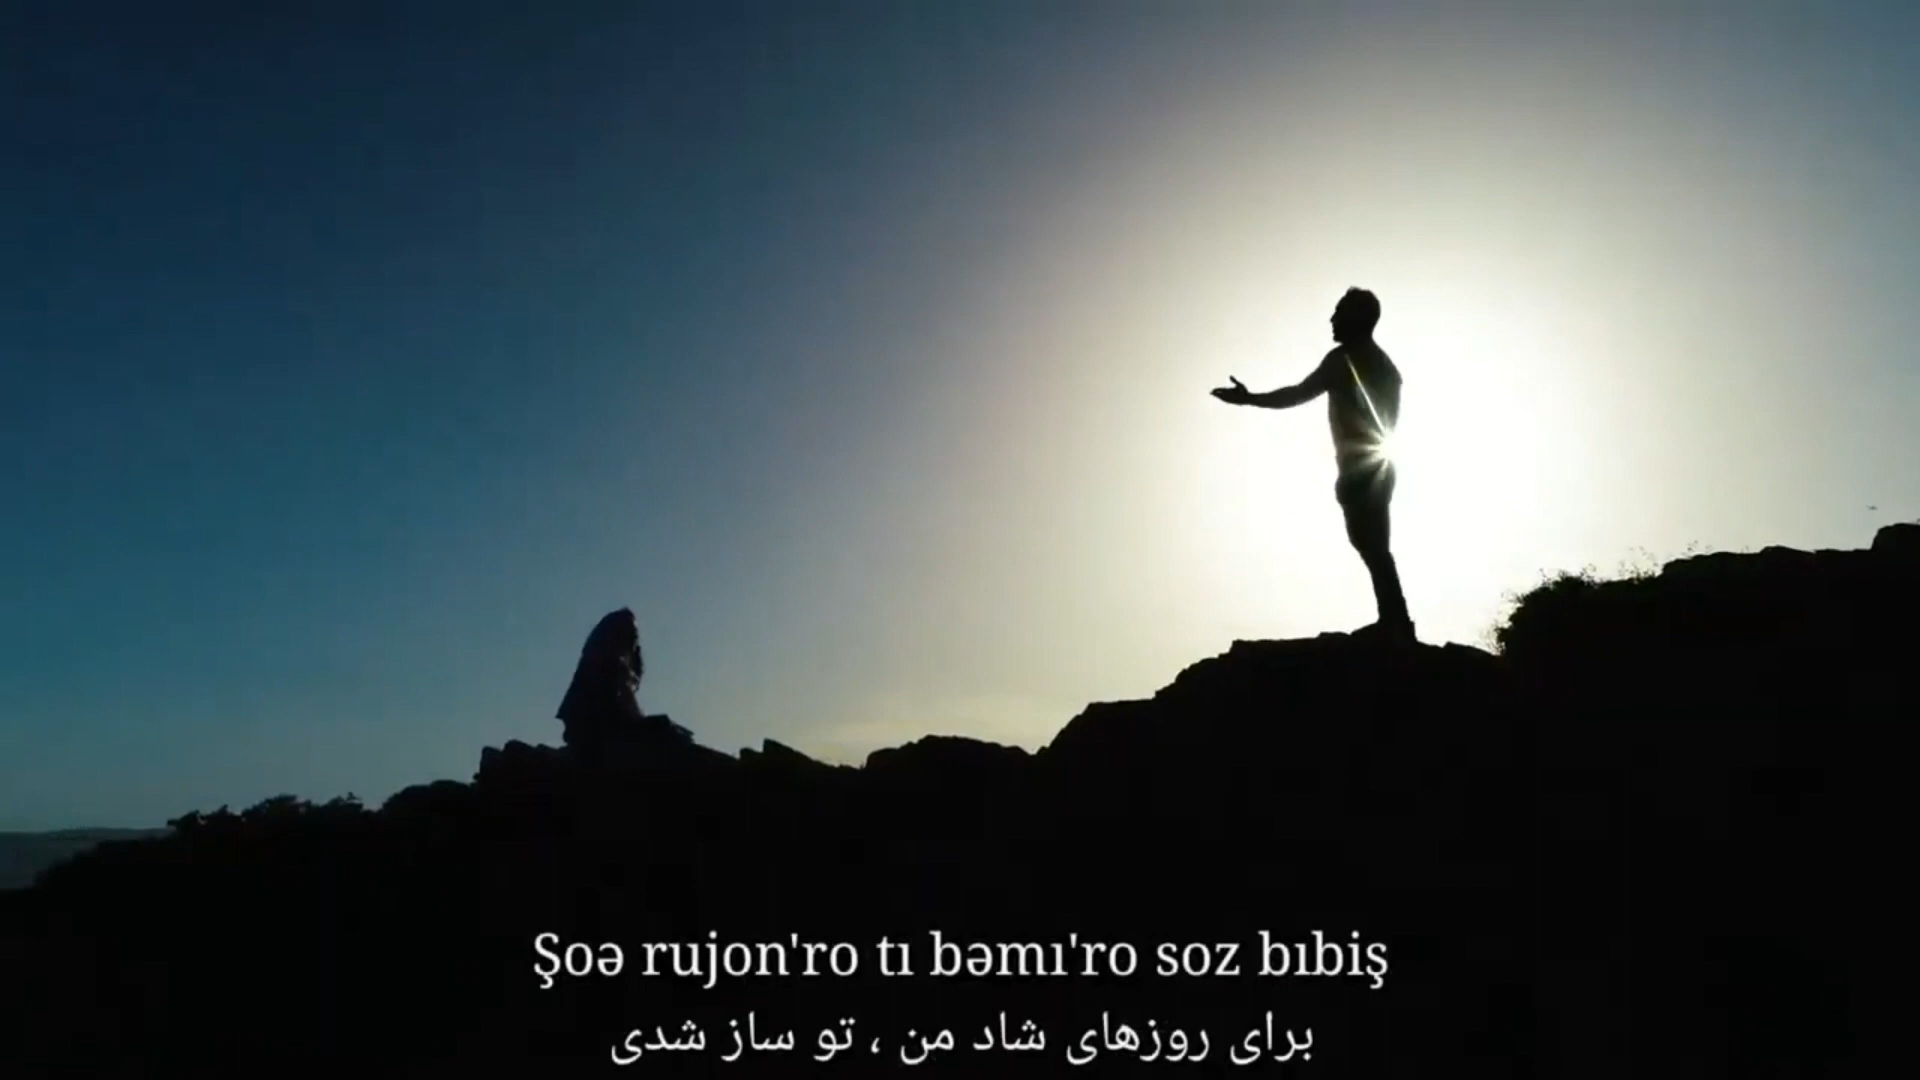 Şoə rujon'ro tı bəmı'ro soz bıbiş
برای روزهای شاد من ، تو ساز شدی